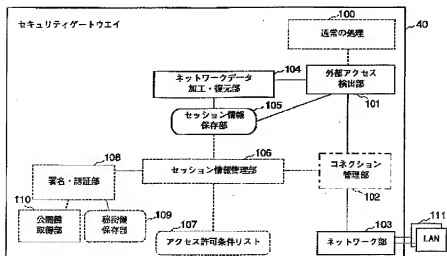 セキュリティゲートウエイ
100
通常の処理
40
ネットワークデータ
加工・復元部
104
外部アクセス
検出部
101
105
セッション情報
保存部
106
セッション情報管理部
108
署名・認証部
コネクション
管理部
102
110
公開鍵
取得部
秘密鍵
保存部
109
107
アクセス許可条件リスト
103
ネットワーク部
111
LAN